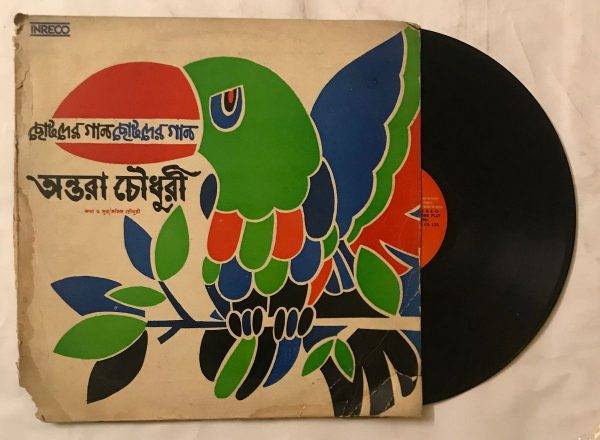 INRECO
ছোটদের গান ছোটদের গান
অন্তরা চৌধুরী
কথা ও সুর/সলিল চৌধুরী